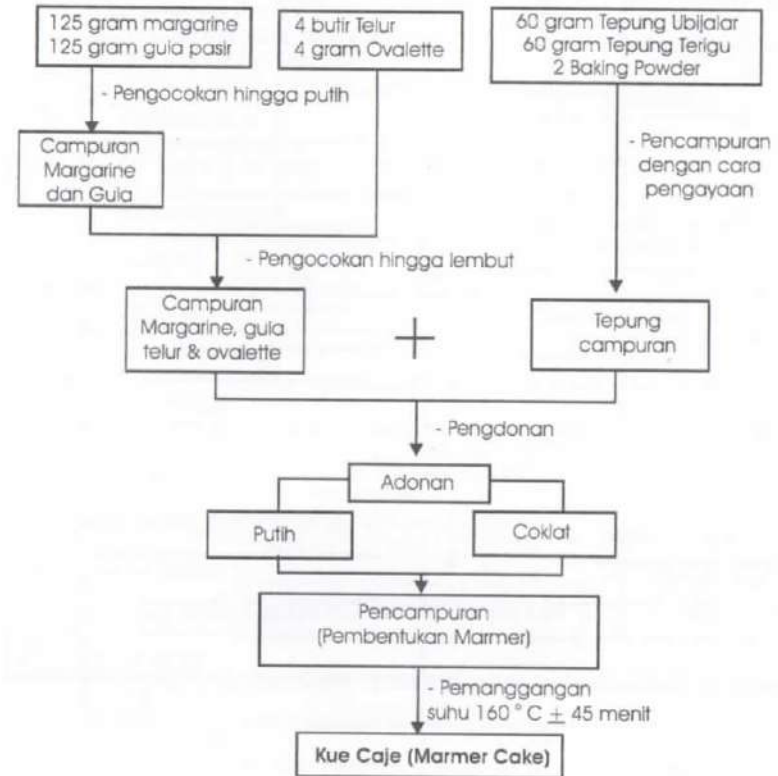 125 gram margarine
125 gram gula pasir
4 butir Telur
4 gram Ovalette
60 gram Tepung Ubijalar
60 gram Tepung Terigu
2 Baking Powder
- Pengocokan hingga putih
Campuran
Margarine
dan Gula
- Pencampuran
dengan cara
pengayaan
- Pengocokan hingga lembut
Campuran
Margarine, gula
telur & ovalette
+
Tepung
campuran
- Pengdonan
Adonan
Putih
Coklat
Pencampuran
(Pembentukan Marmer)
- Pemanggangan
suhu 160 ° C ± 45 menit
Kue Caje (Marmer Cake)